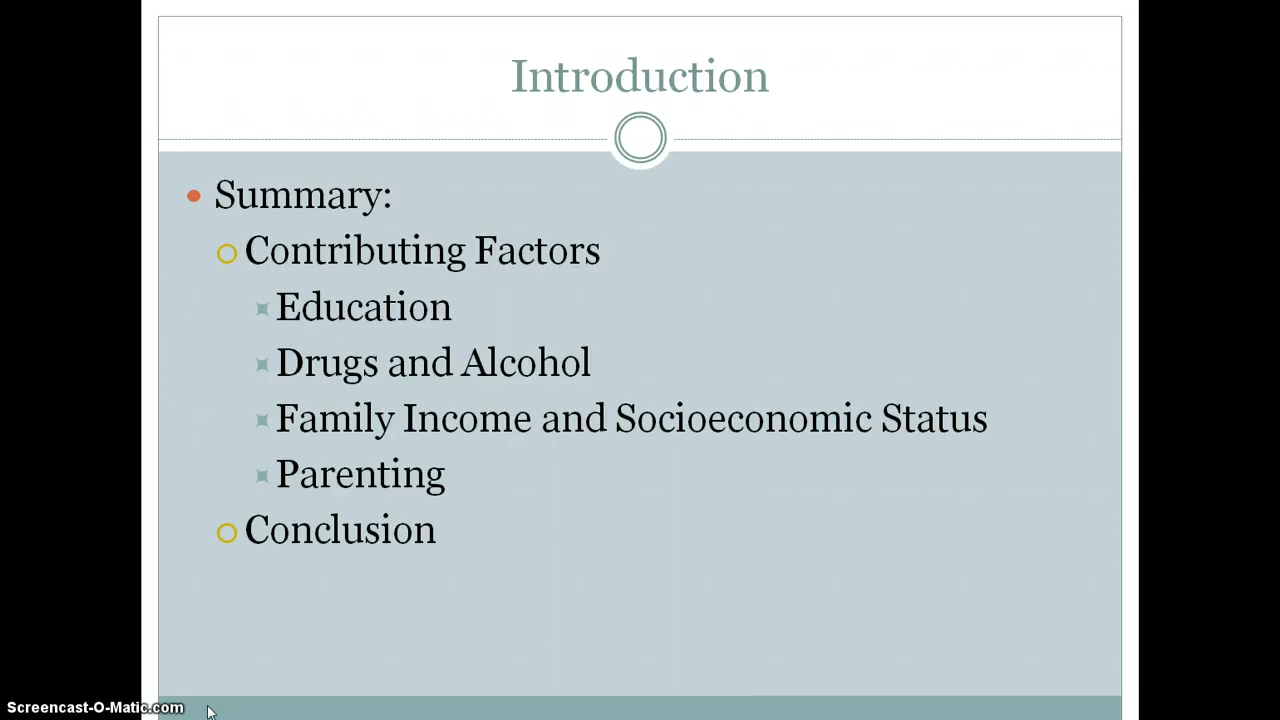 Introduction
Summary:
Contributing Factors
Education
Drugs and Alcohol
Family Income and Socioeconomic Status
Parenting
Conclusion
Screencast-O-Matic.com